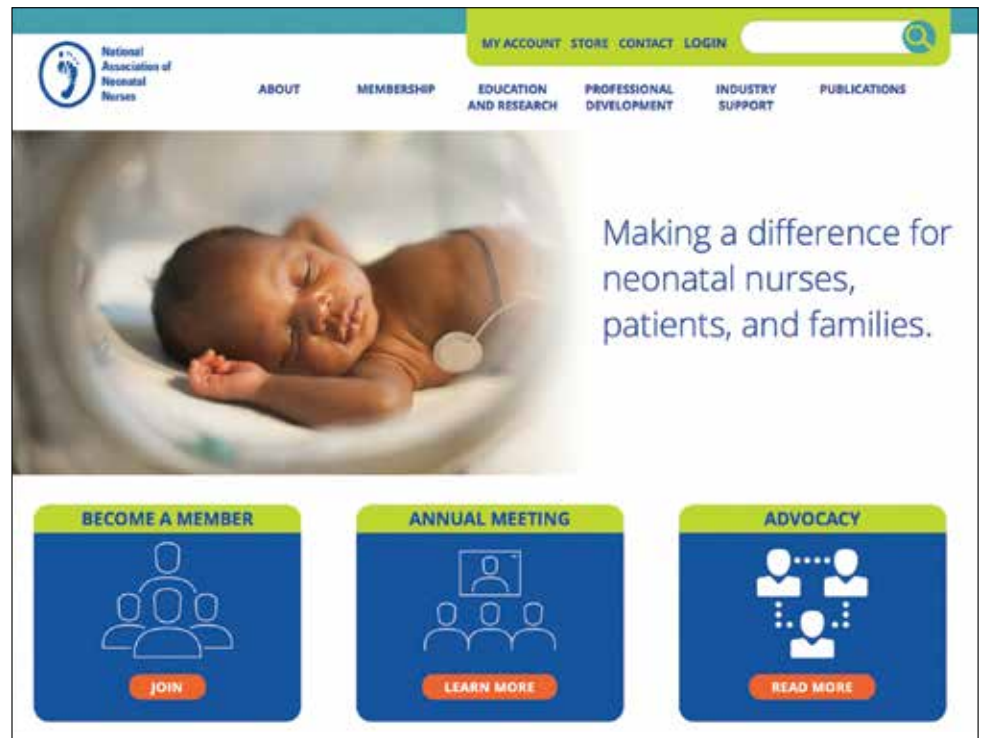 MY ACCOUNT STORE CONTACT LOGIN
National
Association of
Neonatal
Nurses
ABOUT
MEMBERSHIP
EDUCATION
AND RESEARCH
PROFESSIONAL
DEVELOPMENT
INDUSTRY
SUPPORT
PUBLICATIONS
Making a difference for
neonatal nurses,
patients, and families.
BECOME A MEMBER
JOIN
ANNUAL MEETING
LEARN MORE
ADVOCACY
READ MORE